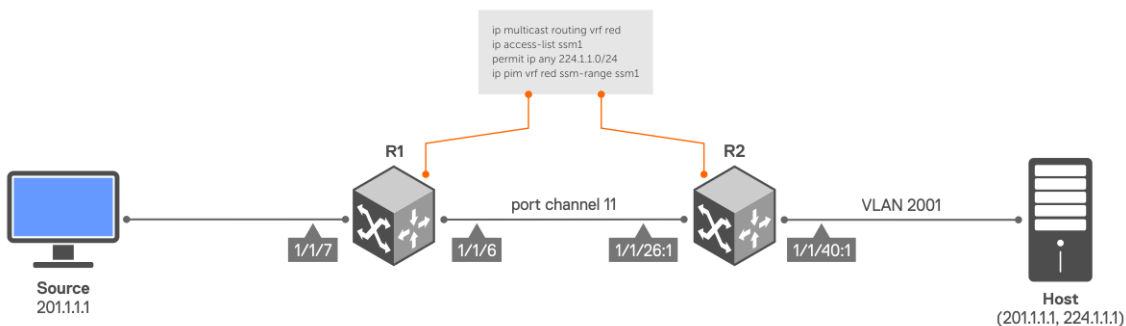 ip multicast routing vrf red
ip access-list ssm1
permit ip any 224.1.1.0/24
ip pim vrf red ssm-range ssm1
R1
R2
port channel 11
VLAN 2001
1/1/7
1/1/6
1/1/26:1
1/1/40:1
Source
201.1.1.1
Host
(201.1.1.1, 224.1.1.1)